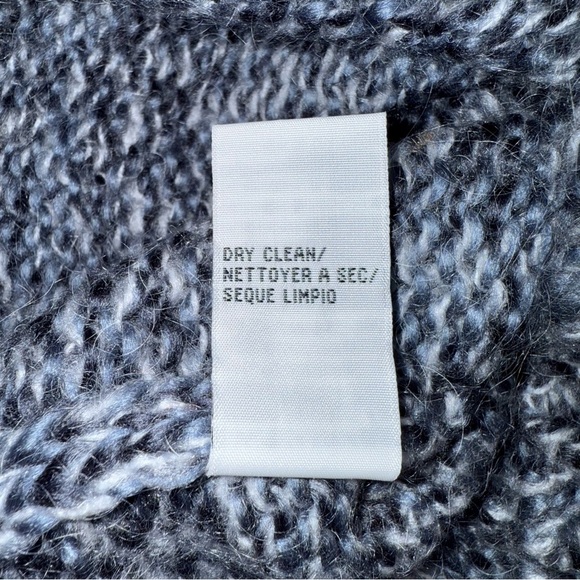 DRY CLEAN/
NETTOYER A SEC/
SEQUE LIMPIO